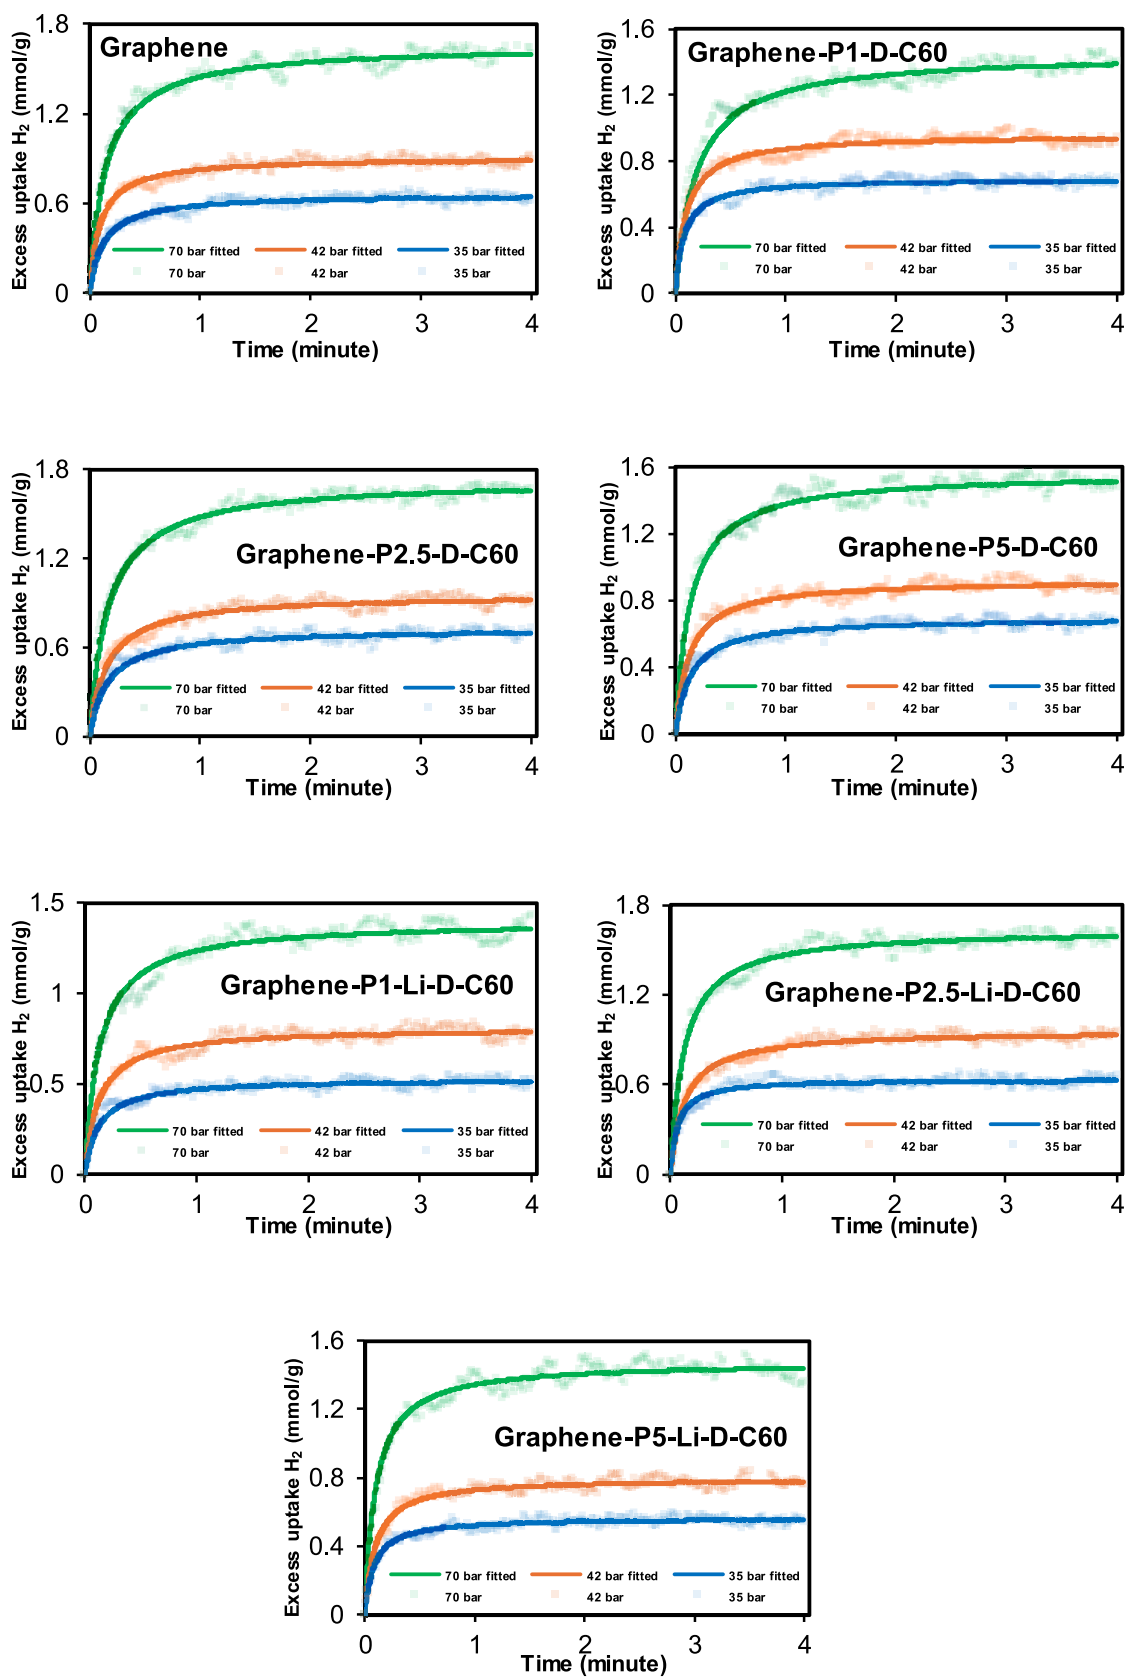 Graphene
Excess uptake H2 (mmol/g)
1.8
1.2
0.6
0
70 bar fitted 42 bar fitted 35 bar fitted
70 bar 42 bar 35 bar
0 1 2 3 4
Time (minute)
Graphene-P1-D-C60
Excess uptake H2 (mmol/g)
1.6
1.2
0.8
0.4
0
70 bar fitted 42 bar fitted 35 bar fitted
70 bar 42 bar 35 bar
0 1 2 3 4
Time (minute)
Graphene-P2.5-D-C60
Excess uptake H2 (mmol/g)
1.8
1.2
0.6
0
70 bar fitted 42 bar fitted 35 bar fitted
70 bar 42 bar 35 bar
0 1 2 3 4
Time (minute)
Graphene-P5-D-C60
Excess uptake H2 (mmol/g)
1.6
1.2
0.8
0.4
0
70 bar fitted 42 bar fitted 35 bar fitted
70 bar 42 bar 35 bar
0 1 2 3 4
Time (minute)
Graphene-P1-Li-D-C60
Excess uptake H2 (mmol/g)
1.5
1
0.5
0
70 bar fitted 42 bar fitted 35 bar fitted
70 bar 42 bar 35 bar
0 1 2 3 4
Time (minute)
Graphene-P2.5-Li-D-C60
Excess uptake H2 (mmol/g)
1.8
1.2
0.6
0
70 bar fitted 42 bar fitted 35 bar fitted
70 bar 42 bar 35 bar
0 1 2 3 4
Time (minute)
Graphene-P5-Li-D-C60
Excess uptake H2 (mmol/g)
1.6
1.2
0.8
0.4
0
70 bar fitted 42 bar fitted 35 bar fitted
70 bar 42 bar 35 bar
0 1 2 3 4
Time (minute)